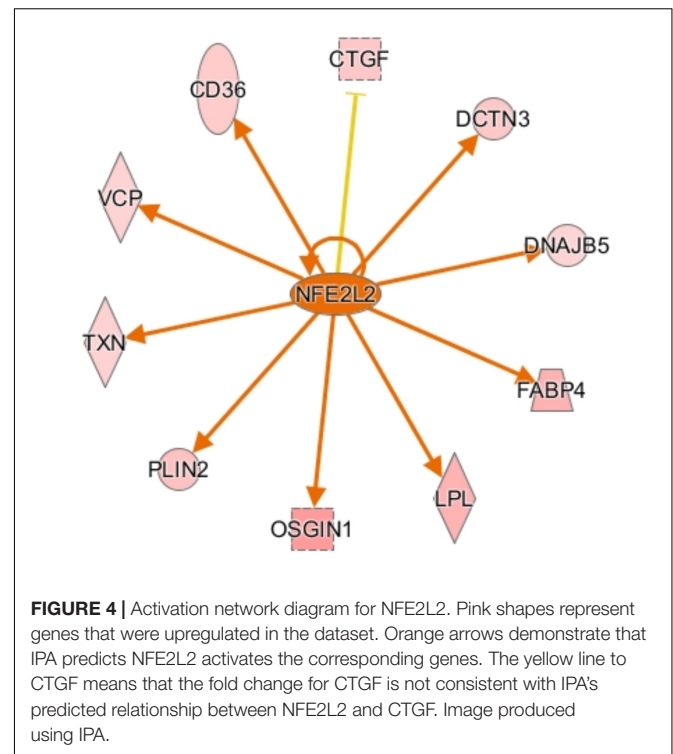 CTGF
CD36
DCTN3
VCP
DNAJB5
NFE2L2
TXN
FABP4
PLIN2
LPL
OSGIN1
FIGURE 4 | Activation network diagram for NFE2L2. Pink shapes represent
genes that were upregulated in the dataset. Orange arrows demonstrate that
IPA predicts NFE2L2 activates the corresponding genes. The yellow line to
CTGF means that the fold change for CTGF is not consistent with IPA's
predicted relationship between NFE2L2 and CTGF. Image produced
using IPA.